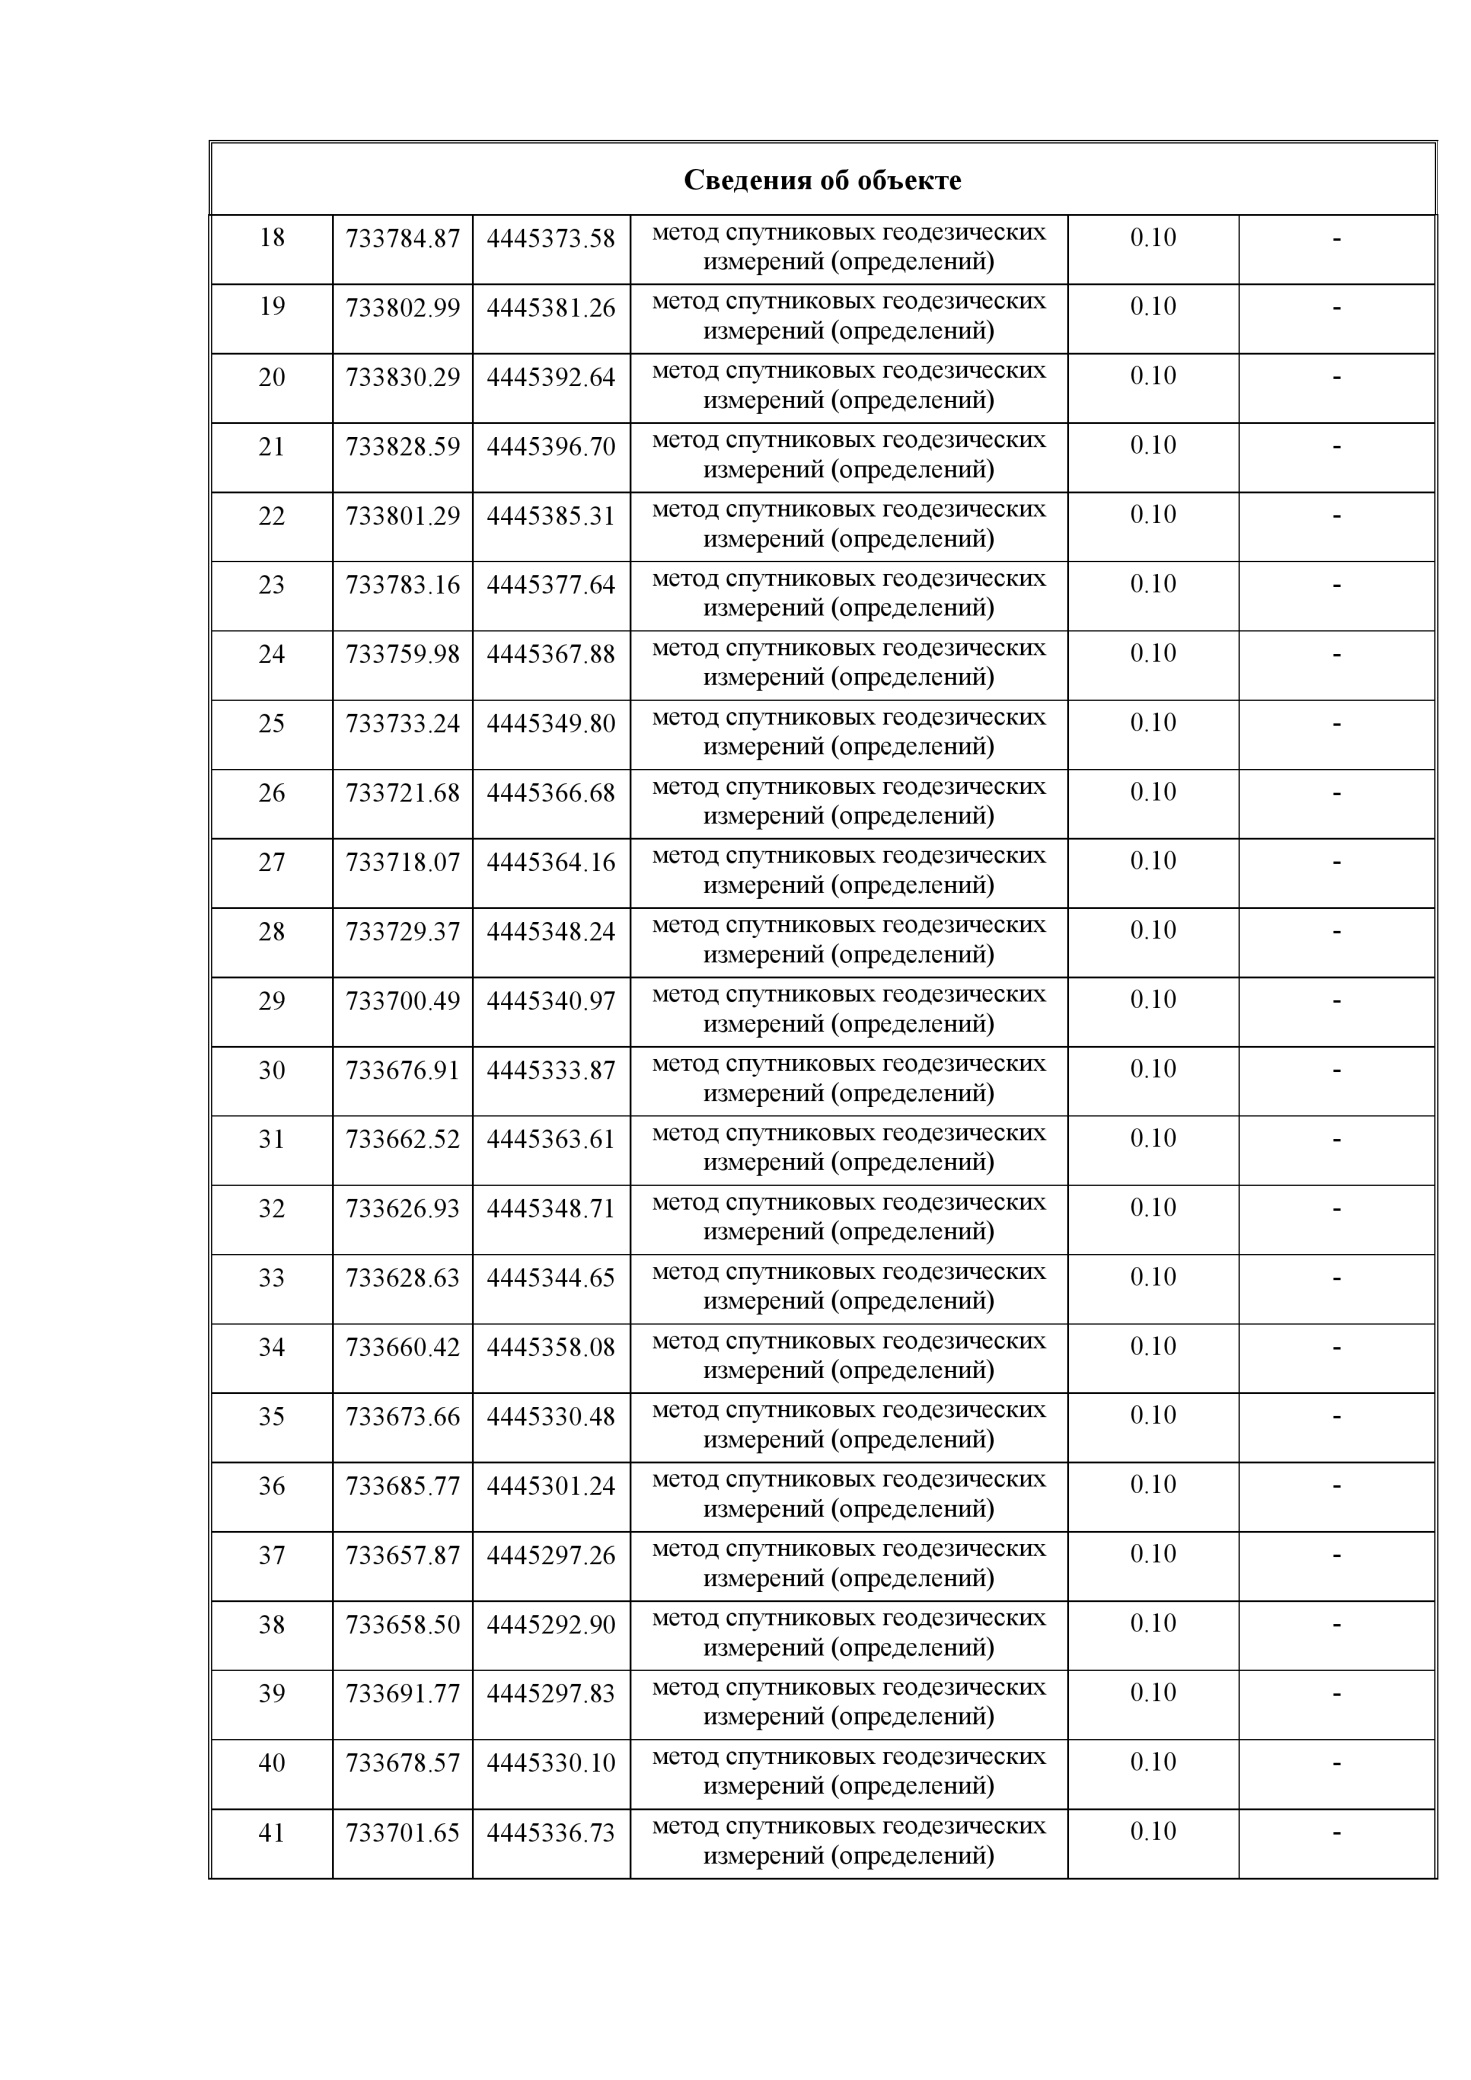 Сведения об объекте
18 733784.87 4445373.58 метод спутниковых геодезических измерений (определений) 0.10 -
19 733802.99 4445381.26 метод спутниковых геодезических измерений (определений) 0.10 -
20 733830.29 4445392.64 метод спутниковых геодезических измерений (определений) 0.10 -
21 733828.59 4445396.70 метод спутниковых геодезических измерений (определений) 0.10 -
22 733801.29 4445385.31 метод спутниковых геодезических измерений (определений) 0.10 -
23 733783.16 4445377.64 метод спутниковых геодезических измерений (определений) 0.10 -
24 733759.98 4445367.88 метод спутниковых геодезических измерений (определений) 0.10 -
25 733733.24 4445349.80 метод спутниковых геодезических измерений (определений) 0.10 -
26 733721.68 4445366.68 метод спутниковых геодезических измерений (определений) 0.10 -
27 733718.07 4445364.16 метод спутниковых геодезических измерений (определений) 0.10 -
28 733729.37 4445348.24 метод спутниковых геодезических измерений (определений) 0.10 -
29 733700.49 4445340.97 метод спутниковых геодезических измерений (определений) 0.10 -
30 733676.91 4445333.87 метод спутниковых геодезических измерений (определений) 0.10 -
31 733662.52 4445363.61 метод спутниковых геодезических измерений (определений) 0.10 -
32 733626.93 4445348.71 метод спутниковых геодезических измерений (определений) 0.10 -
33 733628.63 4445344.65 метод спутниковых геодезических измерений (определений) 0.10 -
34 733660.42 4445358.08 метод спутниковых геодезических измерений (определений) 0.10 -
35 733673.66 4445330.48 метод спутниковых геодезических измерений (определений) 0.10 -
36 733685.77 4445301.24 метод спутниковых геодезических измерений (определений) 0.10 -
37 733657.87 4445297.26 метод спутниковых геодезических измерений (определений) 0.10 -
38 733658.50 4445292.90 метод спутниковых геодезических измерений (определений) 0.10 -
39 733691.77 4445297.83 метод спутниковых геодезических измерений (определений) 0.10 -
40 733678.57 4445330.10 метод спутниковых геодезических измерений (определений) 0.10 -
41 733701.65 4445336.73 метод спутниковых геодезических измерений (определений) 0.10 -